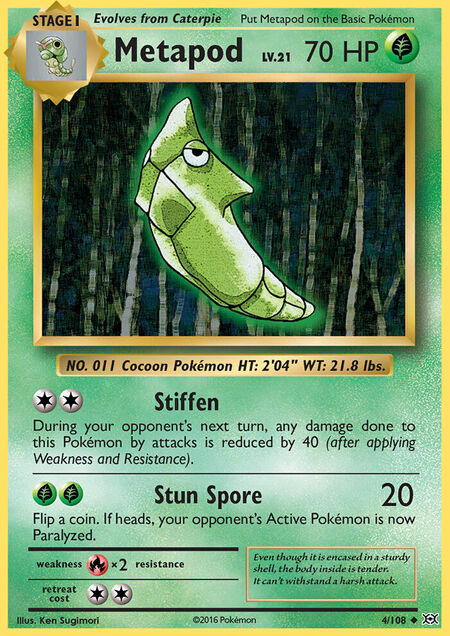 STAGE 1 Evolves from Caterpie Put Metapod on the Basic Pokémon
Metapod LV.21 70 HP
NO. 011 Cocoon Pokémon HT: 2'04" WT: 21.8 lbs.
Stiffen
During your opponent's next turn, any damage done to
this Pokémon by attacks is reduced by 40 (after applying
Weakness and Resistance).
Stun Spore 20
Flip a coin. If heads, your opponent's Active Pokémon is now
Paralyzed.
weakness ×2 resistance
retreat
cost
Even though it is encased in a sturdy
shell, the body inside is tender.
It can't withstand a harsh attack.
Illus. Ken Sugimori ©2016 Pokémon 4/108